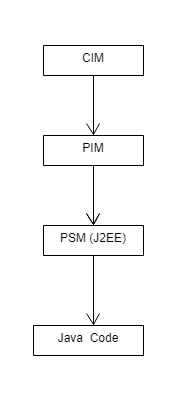 CIM
PIM
PSM (J2EE)
Java Code